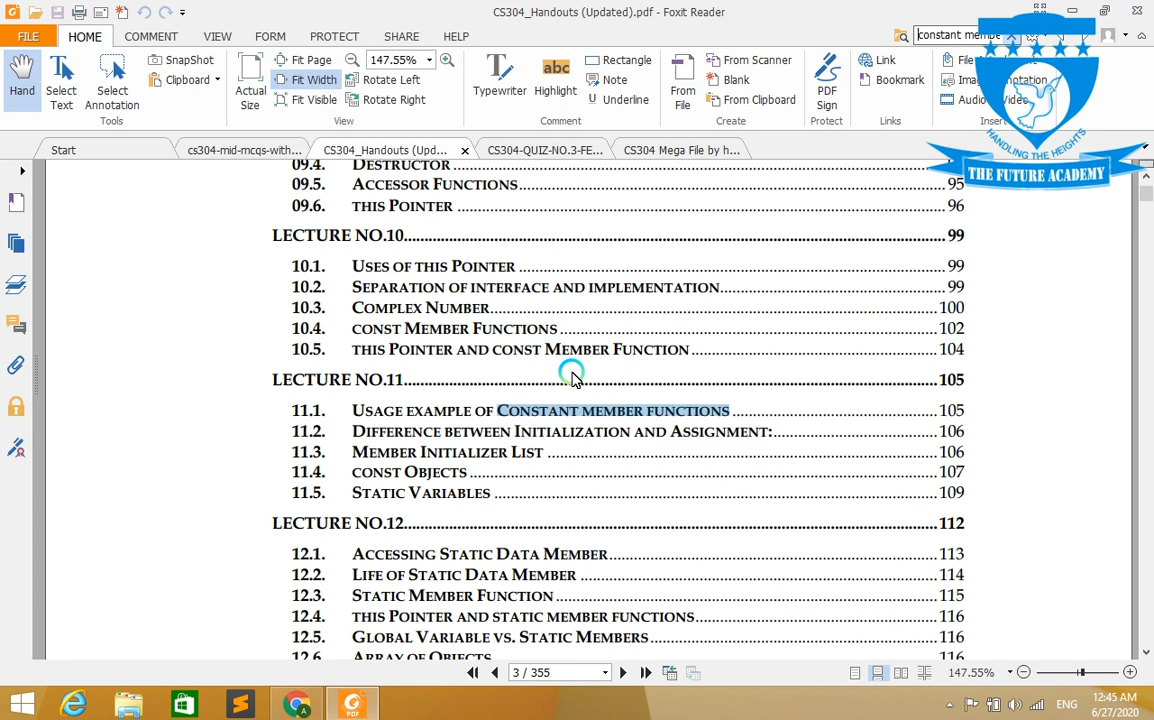 CS304_Handouts (Updated).pdf - Foxit Reader
FILE HOME COMMENT VIEW FORM PROTECT SHARE HELP
constant membe
Hand
Select Text
Select Annotation
SnapShot
Clipboard
Tools
Actual Size
Fit Page
Fit Width
Fit Visible
147.55%
Rotate Left
Rotate Right
View
Typewriter
Highlight
Rectangle
Note
Underline
Comment
From File
From Scanner
Blank
From Clipboard
Create
PDF Sign
Protect
Link
Bookmark
Links
HANDLING THE HEIGHTS
THE FUTURE ACADEMY
Start
cs304-mid-mcqs-with...
CS304_Handouts (Upd...
CS304-QUIZ-NO.3-FE...
CS304 Mega File by h...
09.4. DESTRUCTOR
09.5. ACCESSOR FUNCTIONS 95
09.6. THIS POINTER 96
LECTURE NO.10 99
10.1. USES OF THIS POINTER 99
10.2. SEPARATION OF INTERFACE AND IMPLEMENTATION 99
10.3. COMPLEX NUMBER 100
10.4. CONST MEMBER FUNCTIONS 102
10.5. THIS POINTER AND CONST MEMBER FUNCTION 104
LECTURE NO.11 105
11.1. USAGE EXAMPLE OF CONSTANT MEMBER FUNCTIONS 105
11.2. DIFFERENCE BETWEEN INITIALIZATION AND ASSIGNMENT: 106
11.3. MEMBER INITIALIZER LIST 106
11.4. CONST OBJECTS 107
11.5. STATIC VARIABLES 109
LECTURE NO.12 112
12.1. ACCESSING STATIC DATA MEMBER 113
12.2. LIFE OF STATIC DATA MEMBER 114
12.3. STATIC MEMBER FUNCTION 115
12.4. THIS POINTER AND STATIC MEMBER FUNCTIONS 116
12.5. GLOBAL VARIABLE VS. STATIC MEMBERS 116
12.6. ARRAY OF OBJECTS 116
3 / 355
147.55%
ENG
12:45 AM
6/27/2020